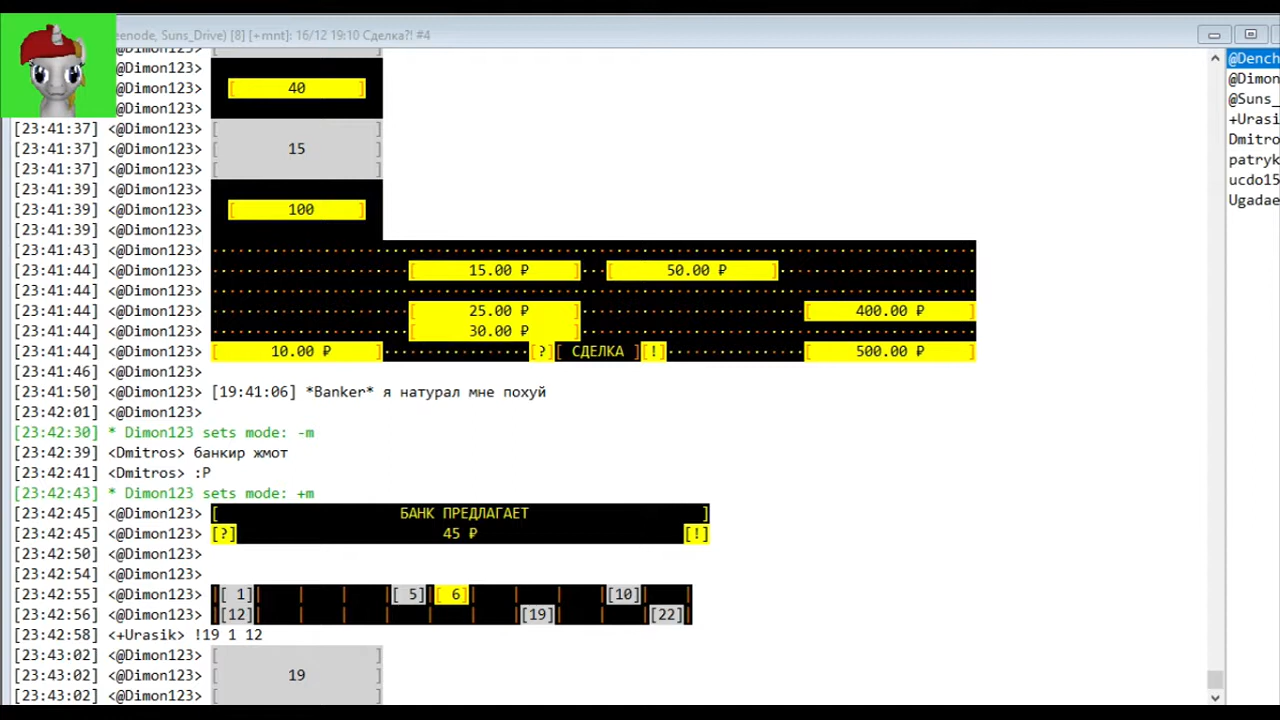 eenode, Suns_Drive) [8] [+mnt]: 16/12 19:10 Сделка?! #4
@Dimon123>
@Dimon123>
@Dimon123> [ 40 ]
@Dimon123>
[23:41:37] <@Dimon123> [ ]
[23:41:37] <@Dimon123> 15
[23:41:37] <@Dimon123> [ ]
[23:41:39] <@Dimon123>
[23:41:39] <@Dimon123> [ 100 ]
[23:41:39] <@Dimon123>
[23:41:43] <@Dimon123>
[23:41:44] <@Dimon123> [ 15.00 ₽ ] [ 50.00 ₽ ]
[23:41:44] <@Dimon123>
[23:41:44] <@Dimon123> [ 25.00 ₽ ] [ 400.00 ₽ ]
[23:41:44] <@Dimon123> [ 30.00 ₽ ]
[23:41:44] <@Dimon123> [ 10.00 ₽ ] [?][ СДЕЛКА ][!] [ 500.00 ₽ ]
[23:41:46] <@Dimon123>
[23:41:50] <@Dimon123> [19:41:06] *Banker* я натурал мне похуй
[23:42:01] <@Dimon123>
[23:42:30] * Dimon123 sets mode: -m
[23:42:39] <Dmitros> банкир жмот
[23:42:41] <Dmitros> :P
[23:42:43] * Dimon123 sets mode: +m
[23:42:45] <@Dimon123> [ БАНК ПРЕДЛАГАЕТ ]
[23:42:45] <@Dimon123> [?] 45 ₽ [!]
[23:42:50] <@Dimon123>
[23:42:54] <@Dimon123>
[23:42:55] <@Dimon123> |[ 1]| | | |[ 5]|[ 6]| | | |[10]| |
[23:42:56] <@Dimon123> |[12]| | | | | | |[19]| | |[22]|
[23:42:58] <+Urasik> !19 1 12
[23:43:02] <@Dimon123> [ ]
[23:43:02] <@Dimon123> 19
[23:43:02] <@Dimon123> [ ]
@Dench
@Dimon
@Suns_
+Urasi
Dmitro
patryk
ucdo15
Ugadae